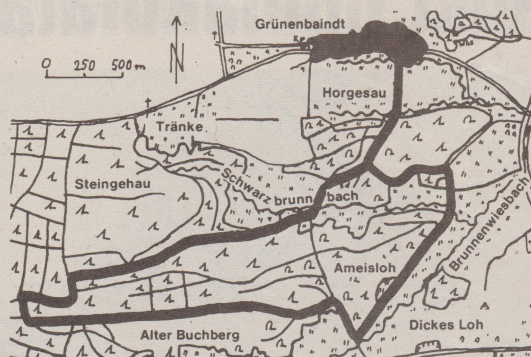 Grünenbaindt
N
0 250 500 m
Horgesau
Tränke
Steingehau
Schwarzbrunnbach
Brunnenwiesbach
Ameisloh
Alter Buchberg
Dickes Loh